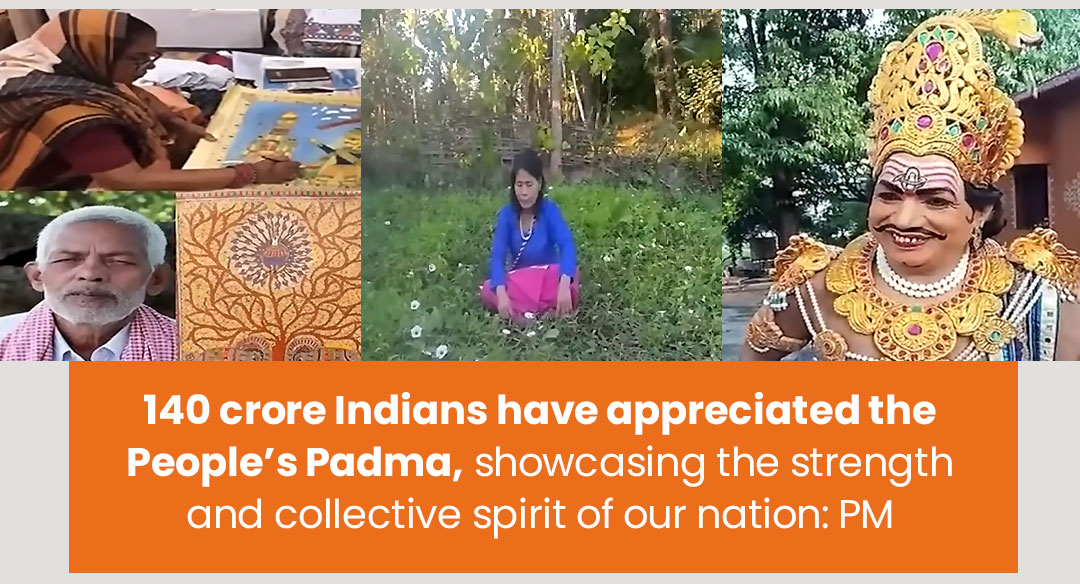 140 crore Indians have appreciated the
People’s Padma, showcasing the strength
and collective spirit of our nation: PM